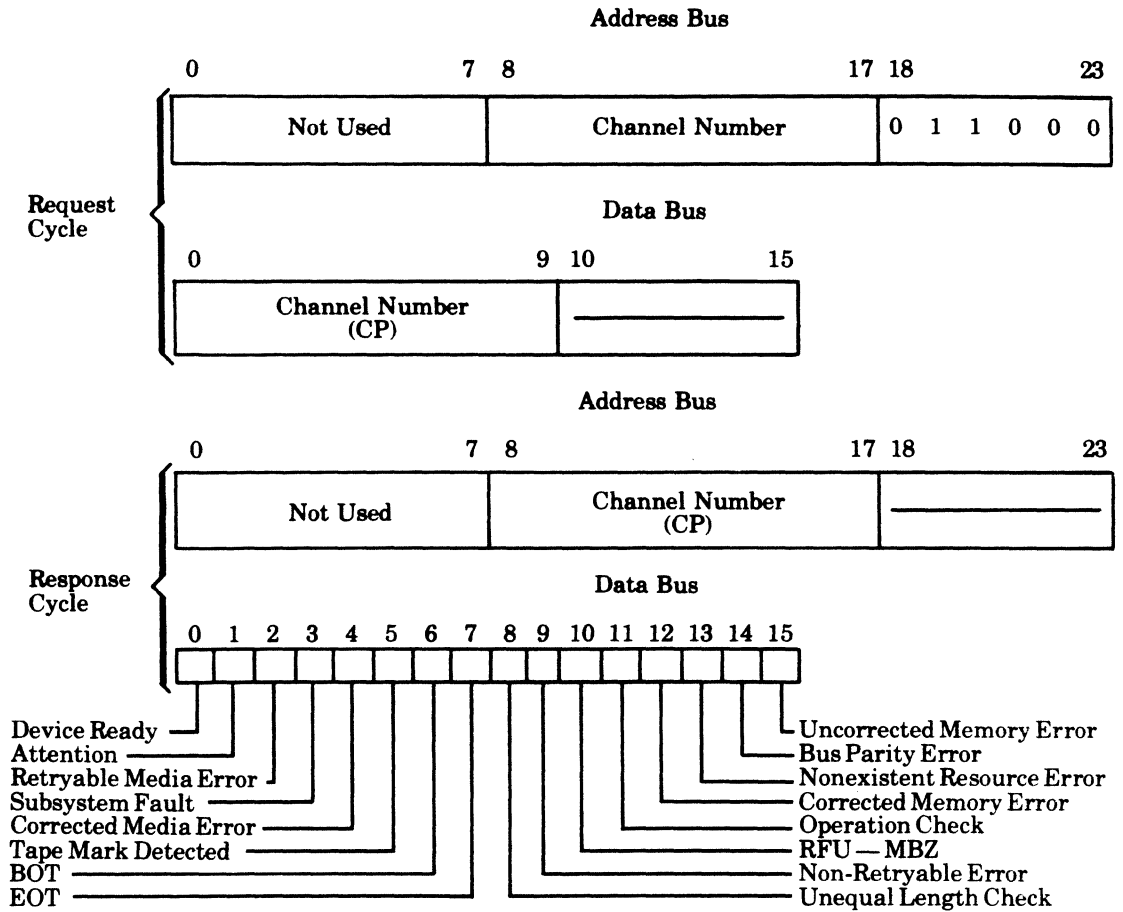 Address Bus
0 7 8 17 18 23
Not Used Channel Number 0 1 1 0 0 0
Request
Cycle
Data Bus
0 9 10 15
Channel Number
(CP)
Address Bus
0 7 8 17 18 23
Not Used Channel Number
(CP)
Response
Cycle
Data Bus
0 1 2 3 4 5 6 7 8 9 10 11 12 13 14 15
Device Ready Uncorrected Memory Error
Attention Bus Parity Error
Retryable Media Error Nonexistent Resource Error
Subsystem Fault Corrected Memory Error
Corrected Media Error Operation Check
Tape Mark Detected RFU — MBZ
BOT Non-Retryable Error
EOT Unequal Length Check